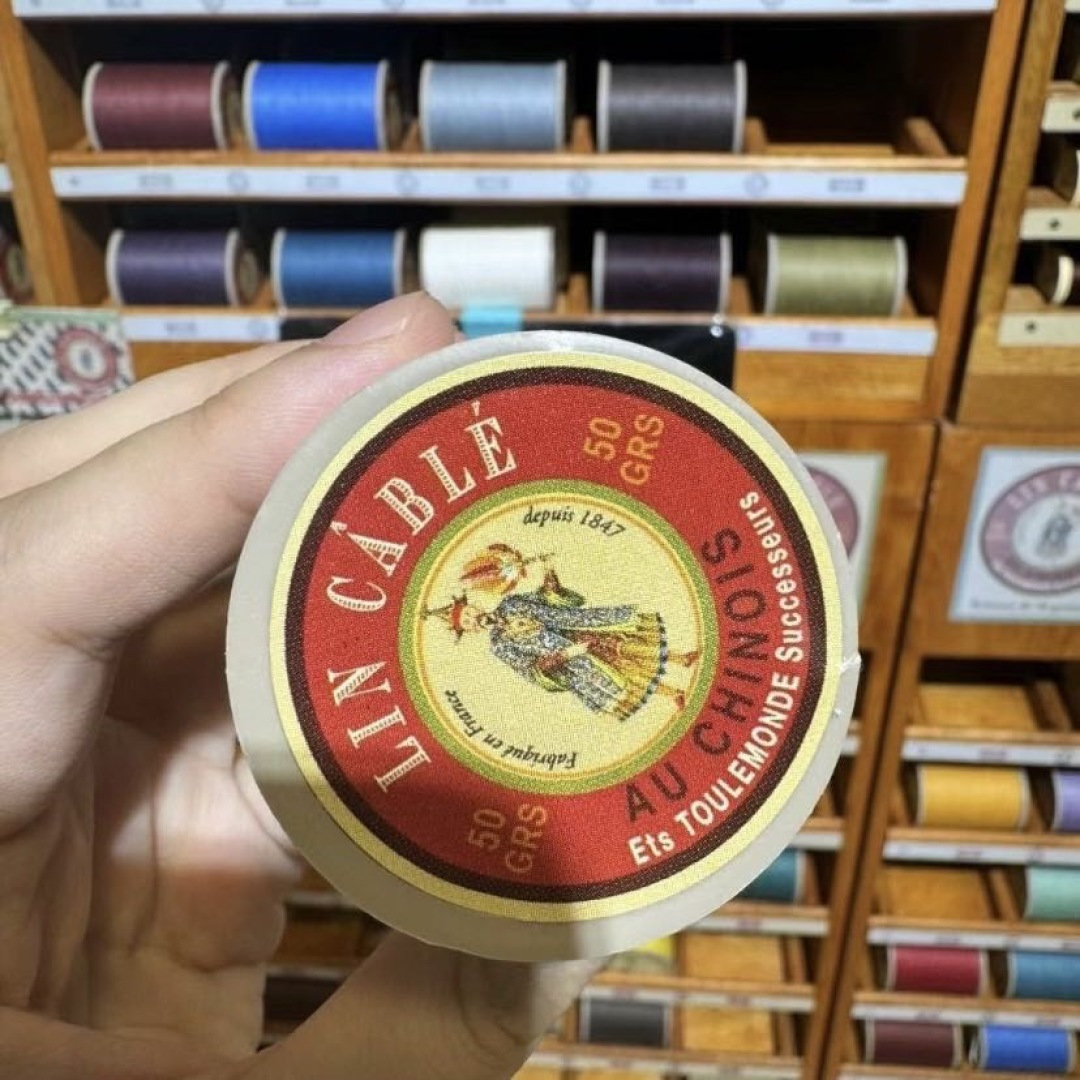 LIN CÂBLÉ
50
GRS
depuis 1847
Fabriqué en France
50
GRS
AU CHINOIS
Ets TOULEMONDE Successeurs